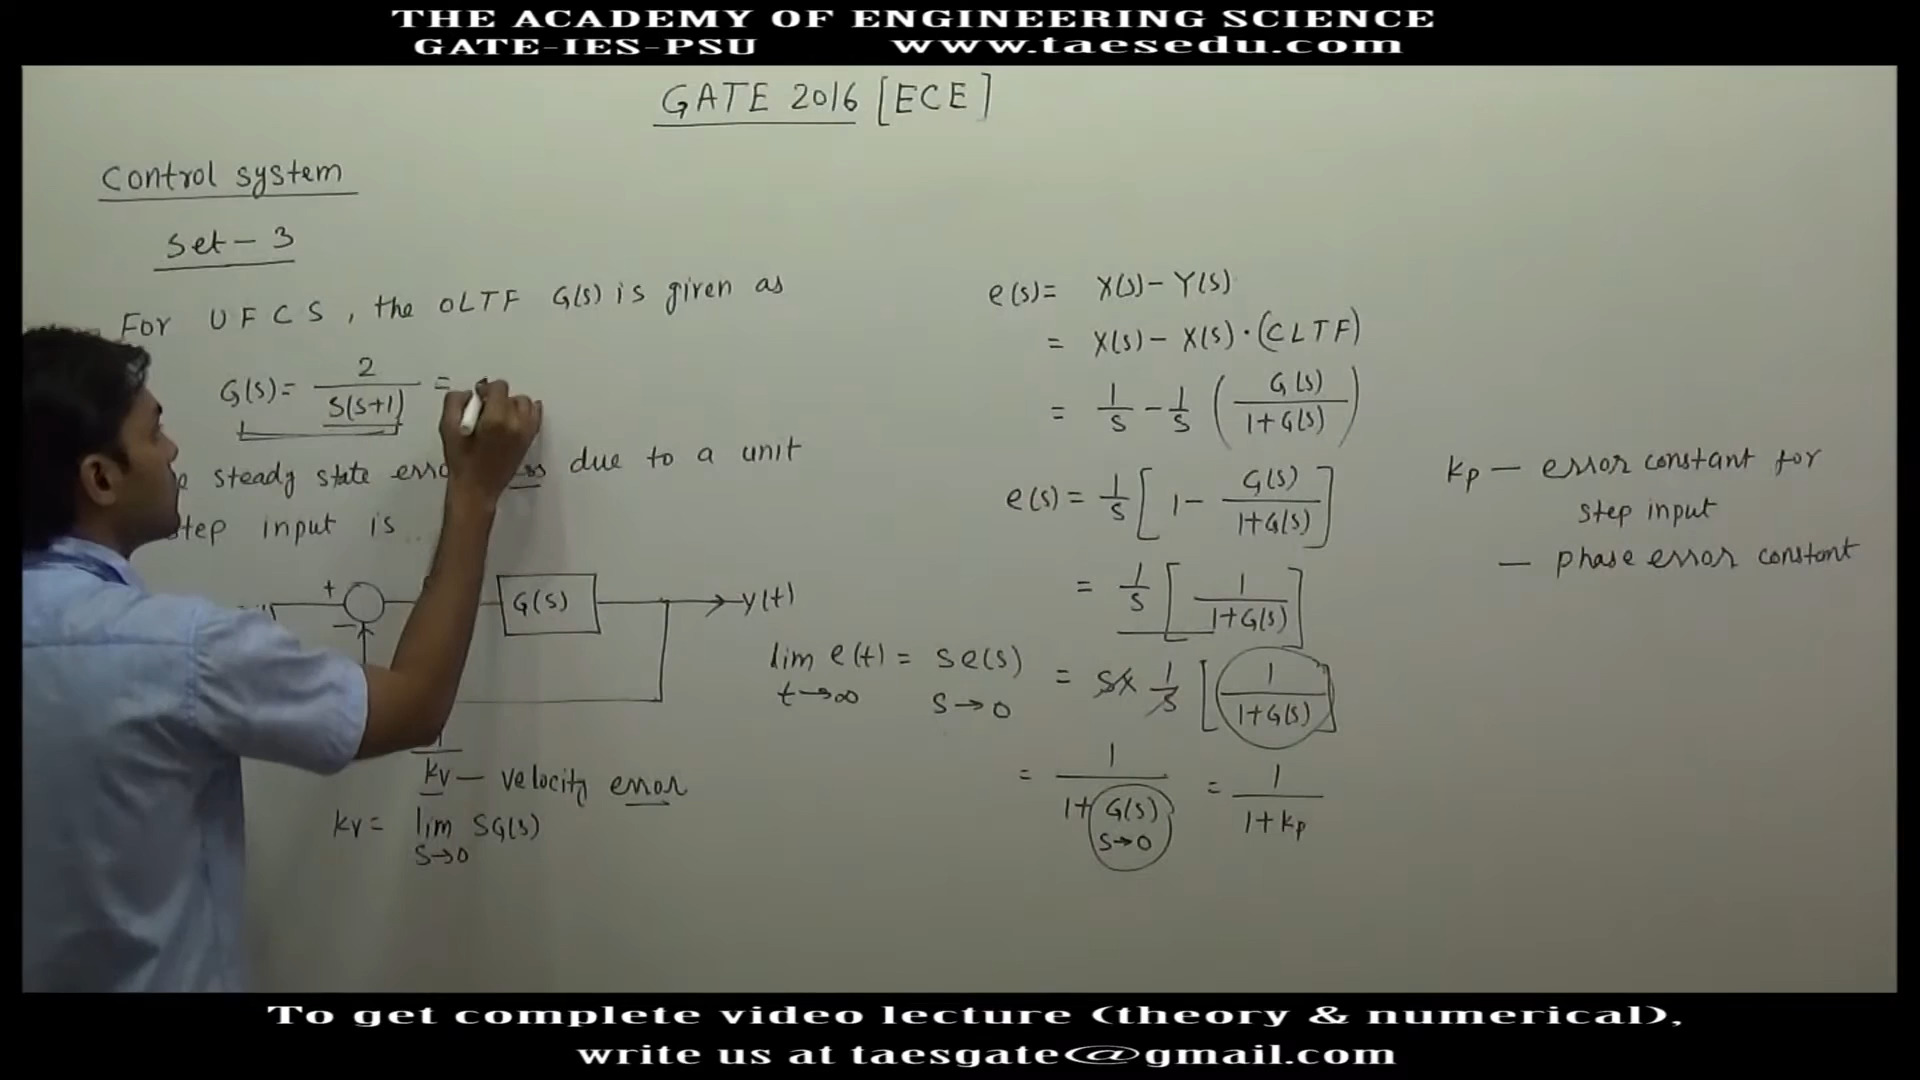 THE ACADEMY OF ENGINEERING SCIENCE
GATE-IES-PSU www.taesedu.com
GATE 2016 [ECE]
Control system
Set - 3
For UFCS, the OLTF G(s) is given as
G(s) = 2 / s(s+1) =
steady state due to a unit
step input is ..
+
−
G(s)
y(t)
1 / kv — velocity error
kv = lim s→0 sG(s)
e(s) = X(s) − Y(s)
= X(s) − X(s) · (CLTF)
= 1/s − 1/s ( G(s) / 1+G(s) )
e(s) = 1/s [ 1 − G(s) / 1+G(s) ]
= 1/s [ 1 / 1+G(s) ]
lim t→∞ e(t) = s e(s) s→0 = s × 1/s [ 1 / 1+G(s) ]
= 1 / 1+ G(s) s→0 = 1 / 1+kp
kp — error constant for
step input
— phase error constant
To get complete video lecture (theory & numerical),
write us at taesgate@gmail.com